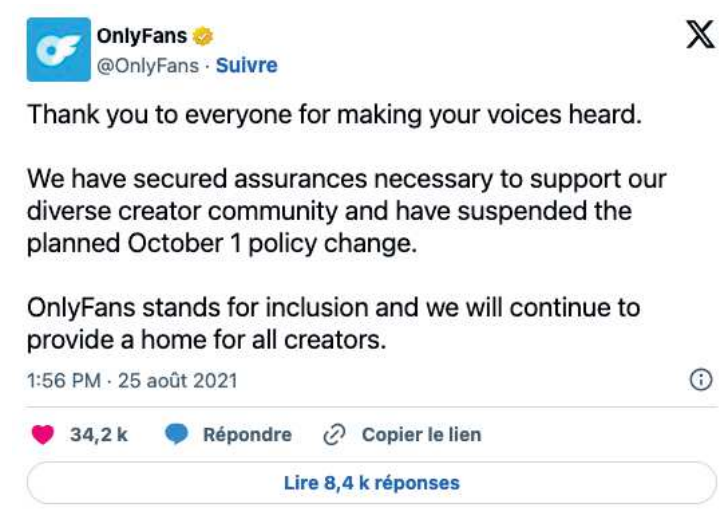 OnlyFans
@OnlyFans · Suivre
Thank you to everyone for making your voices heard.
We have secured assurances necessary to support our
diverse creator community and have suspended the
planned October 1 policy change.
OnlyFans stands for inclusion and we will continue to
provide a home for all creators.
1:56 PM · 25 août 2021
34,2 k Répondre Copier le lien
Lire 8,4 k réponses